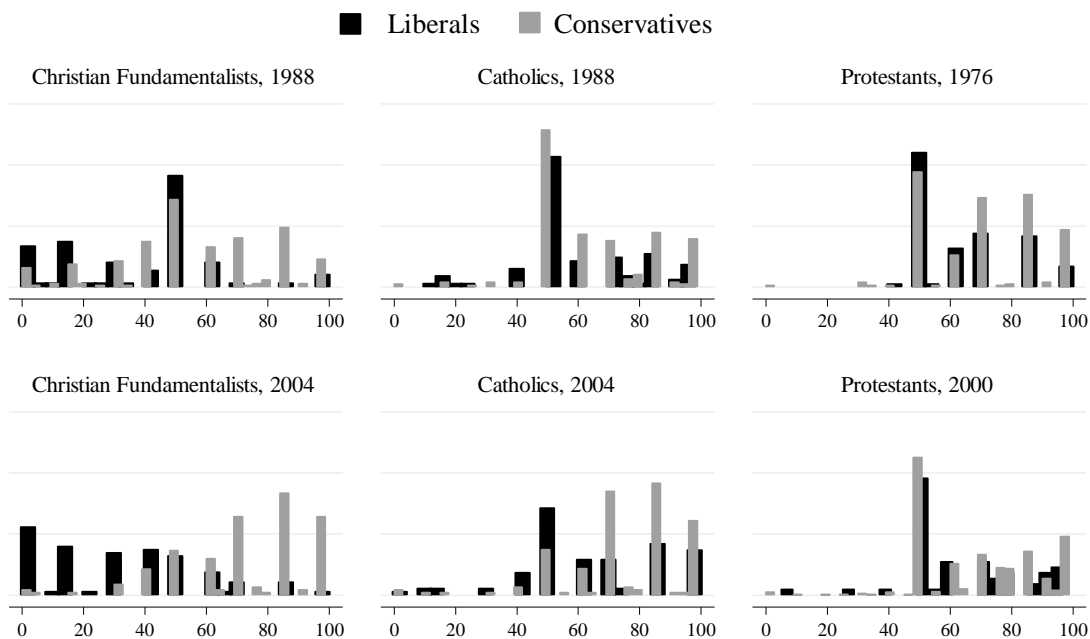 Liberals Conservatives
Christian Fundamentalists, 1988 Catholics, 1988 Protestants, 1976
0 20 40 60 80 100 0 20 40 60 80 100 0 20 40 60 80 100
Christian Fundamentalists, 2004 Catholics, 2004 Protestants, 2000
0 20 40 60 80 100 0 20 40 60 80 100 0 20 40 60 80 100